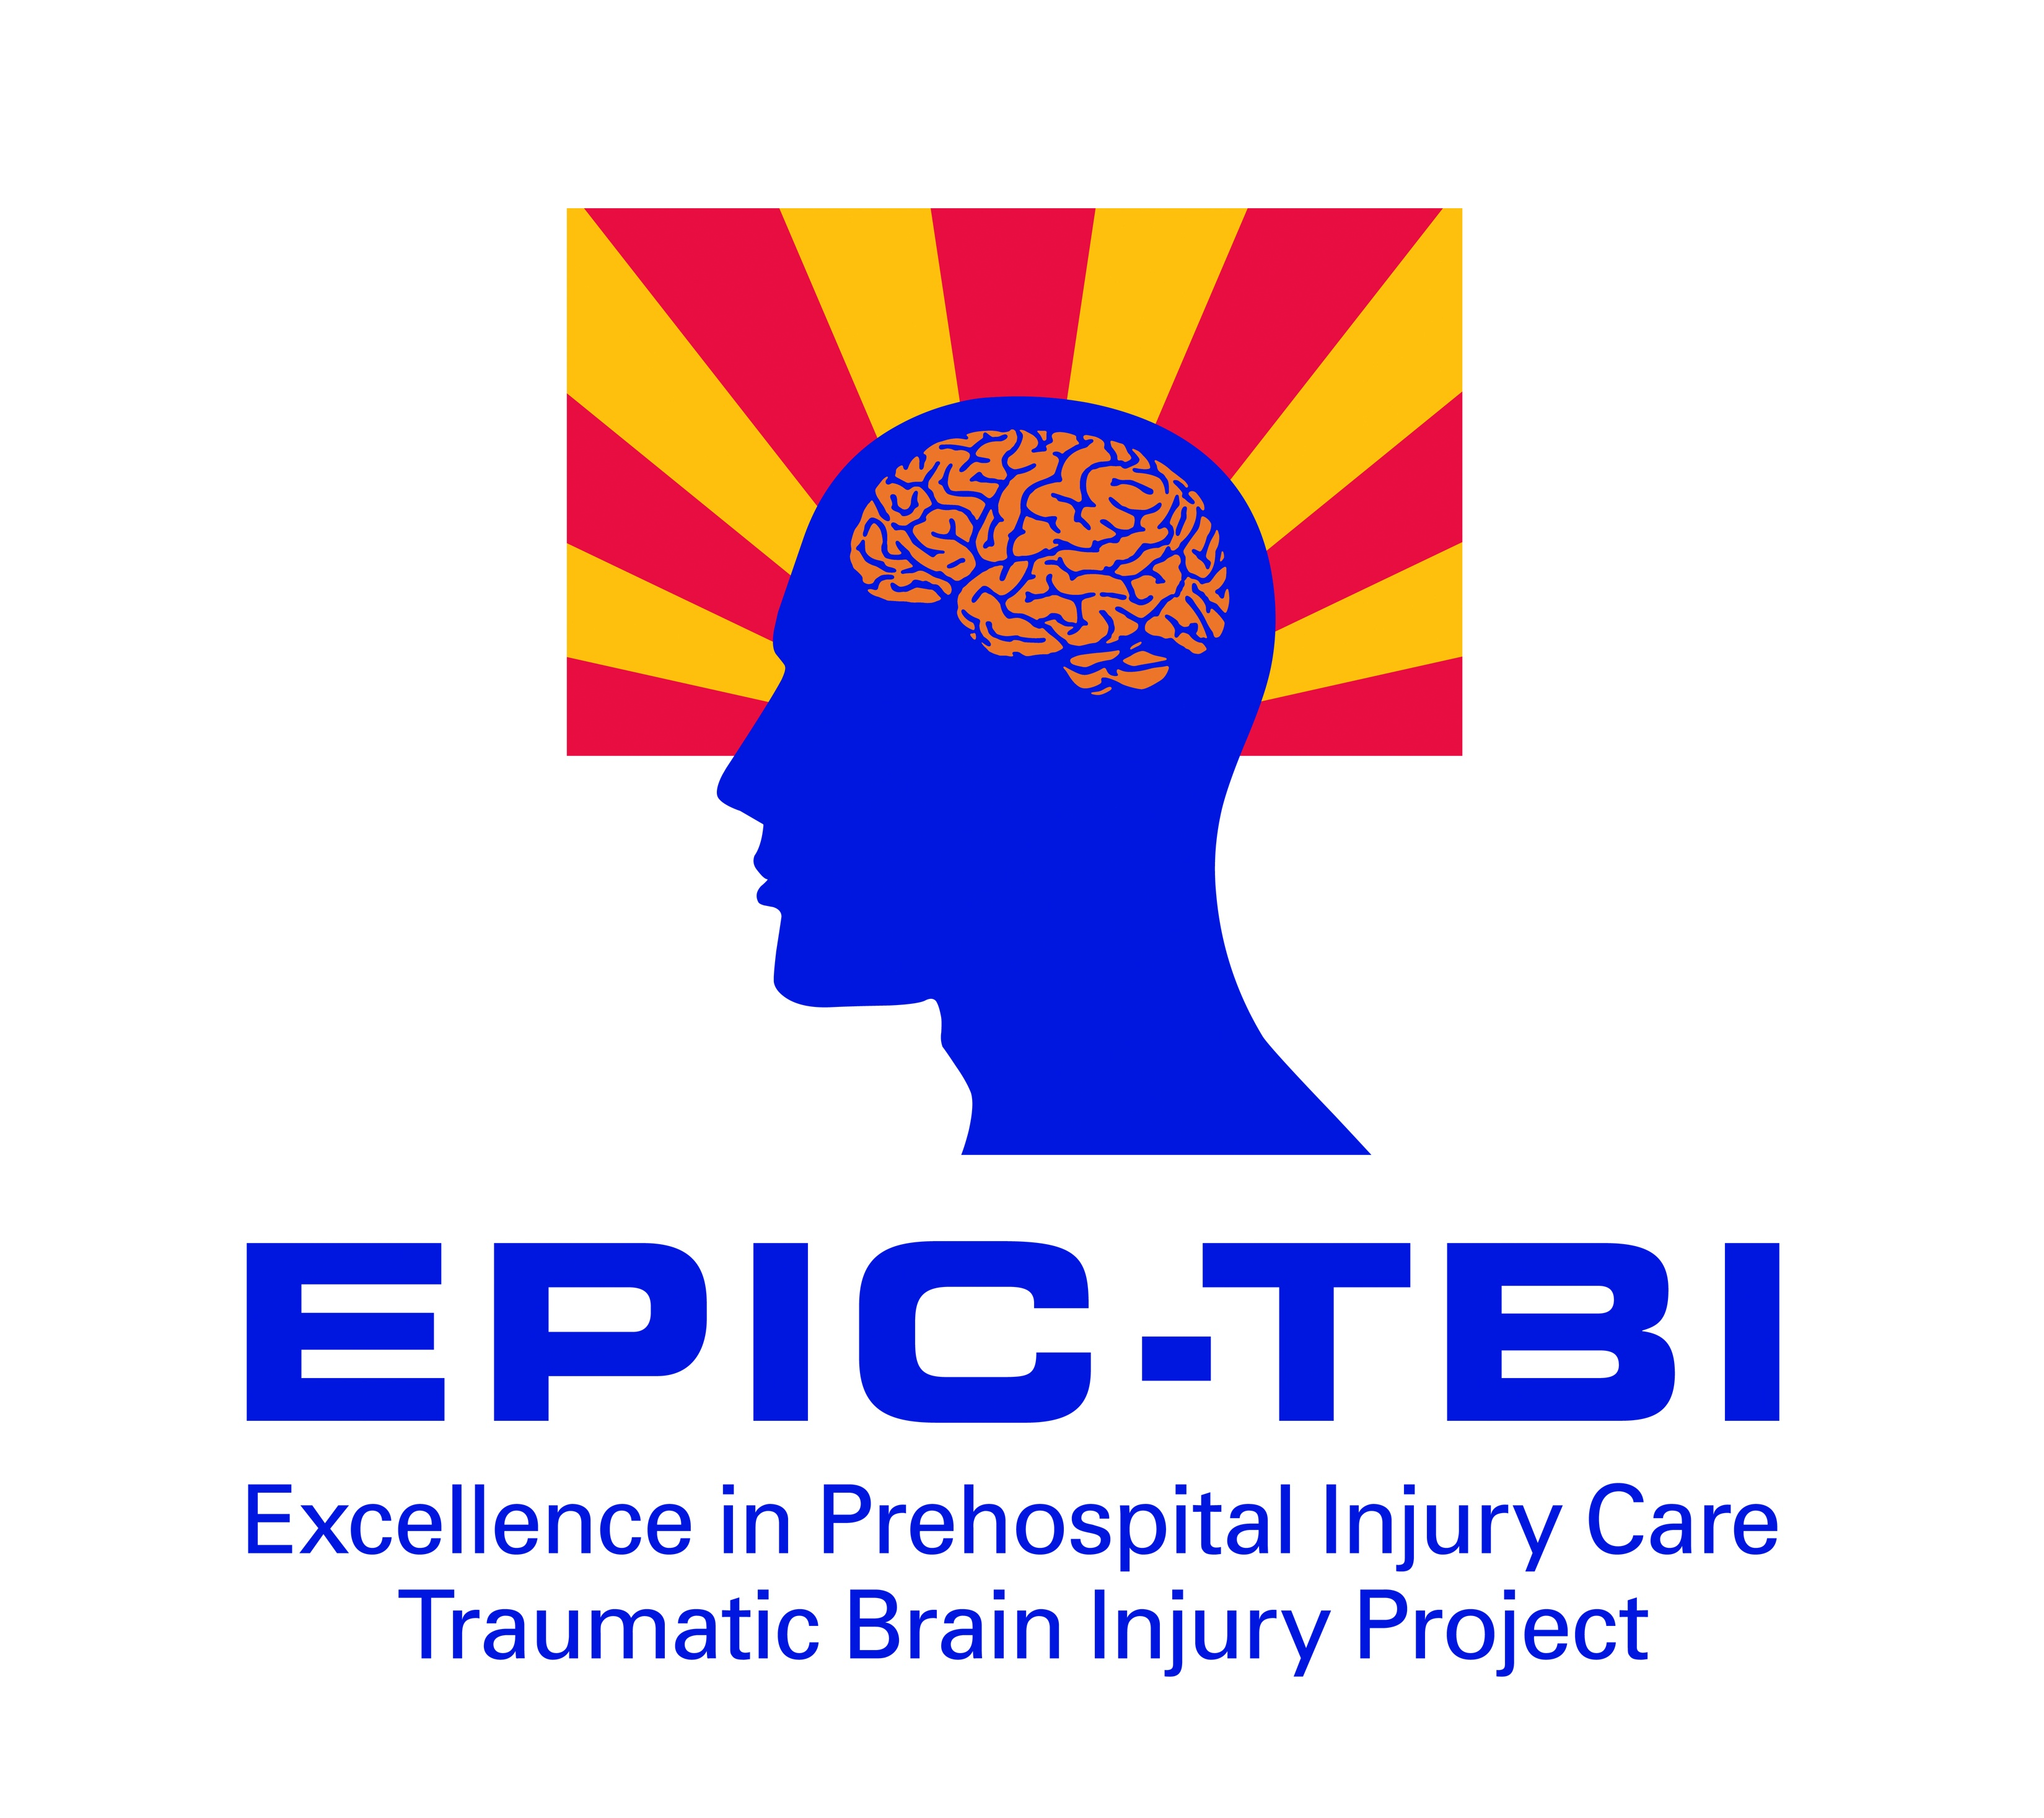 EPIC-TBI
Excellence in Prehospital Injury Care
Traumatic Brain Injury Project